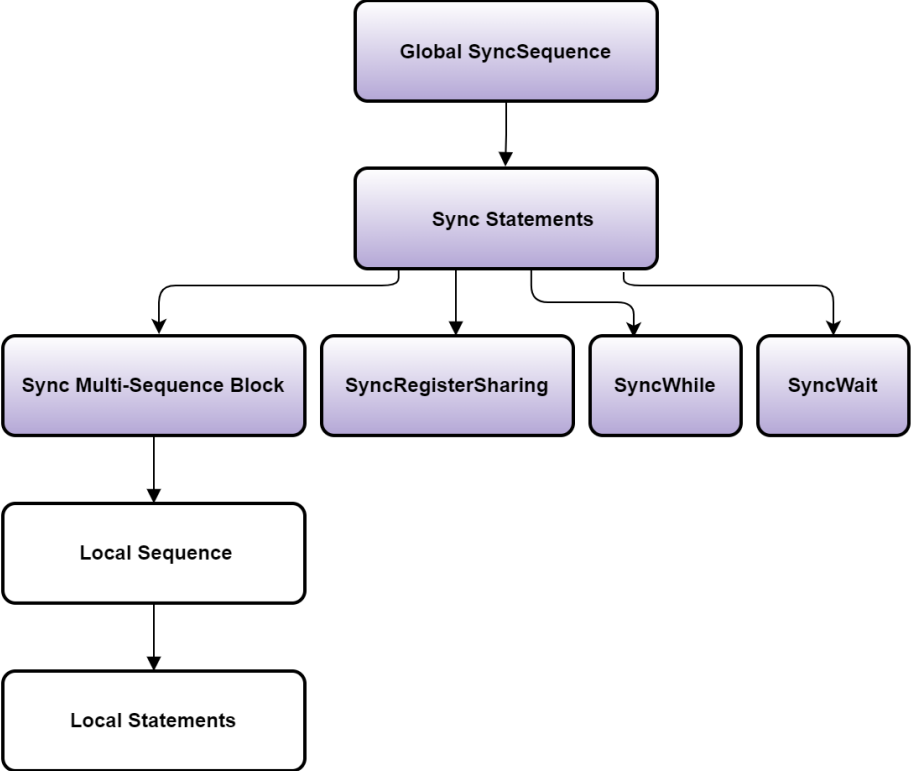 Global SyncSequence
Sync Statements
Sync Multi-Sequence Block
SyncRegisterSharing
SyncWhile
SyncWait
Local Sequence
Local Statements